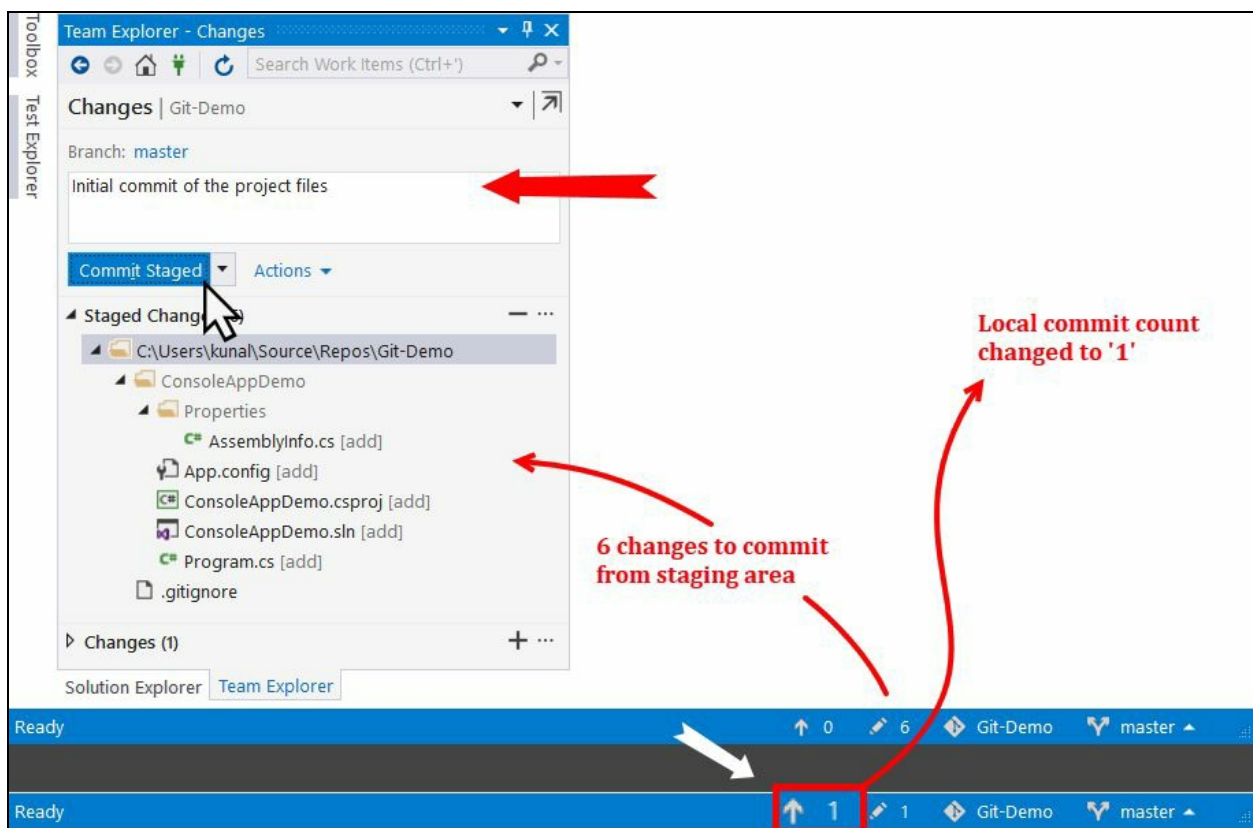 Toolbox
Test Explorer
Team Explorer - Changes
Search Work Items (Ctrl+')
Changes | Git-Demo
Branch: master
Initial commit of the project files
Commit Staged
Actions
Staged Chang
C:\Users\kunal\Source\Repos\Git-Demo
ConsoleAppDemo
Properties
C# AssemblyInfo.cs [add]
App.config [add]
C# ConsoleAppDemo.csproj [add]
ConsoleAppDemo.sln [add]
C# Program.cs [add]
.gitignore
Changes (1)
Solution Explorer Team Explorer
Local commit count
changed to '1'
6 changes to commit
from staging area
Ready 0 6 Git-Demo master
Ready 1 1 Git-Demo master